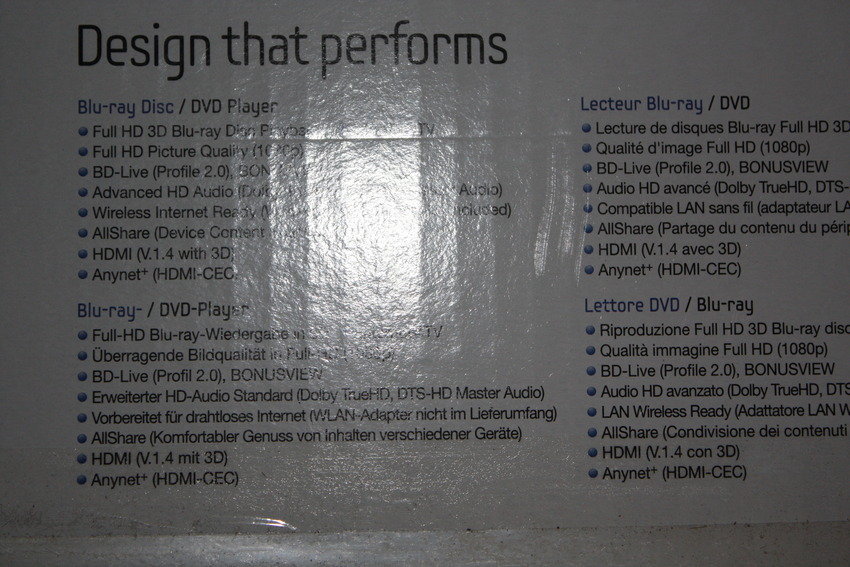 Design that performs
Blu-ray Disc / DVD Player
Full HD 3D Blu-ray Disc TV
Full HD Picture Quality (1080p)
BD-Live (Profile 2.0),
Advanced HD Audio Audio)
Wireless Internet Ready
AllShare (Device Content
HDMI (V.1.4 with 3D)
Anynet+ (HDMI-CEC
Blu-ray- / DVD-Player
Full-HD Blu-ray-Wiedergabe in TV
Überragende Bildqualität in
BD-Live (Profil 2.0), BONUSVIEW
Erweiterter HD-Audio Standard (Dolby TrueHD, DTS-HD Master Audio)
Vorbereitet für drahtloses Internet (WLAN-Adapter nicht im Lieferumfang)
AllShare (Komfortabler Genuss von inhalten verschiedener Geräte)
HDMI (V.1.4 mit 3D)
Anynet+ (HDMI-CEC)
Lecteur Blu-ray / DVD
Lecture de disques Blu-ray Full HD 3D
Qualité d'image Full HD (1080p)
BD-Live (Profile 2.0), BONUSVIEW
Audio HD avancé (Dolby TrueHD, DTS-
Compatible LAN sans fil (adaptateur LA
AllShare (Partage du contenu du périp
HDMI (V.1.4 avec 3D)
Anynet+ (HDMI-CEC)
Lettore DVD / Blu-ray
Riproduzione Full HD 3D Blu-ray disc
Qualità immagine Full HD (1080p)
BD-Live (Profile 2.0), BONUSVIEW
Audio HD avanzato (Dolby TrueHD, DTS
LAN Wireless Ready (Adattatore LAN W
AllShare (Condivisione dei contenuti
HDMI (V.1.4 con 3D)
Anynet+ (HDMI-CEC)